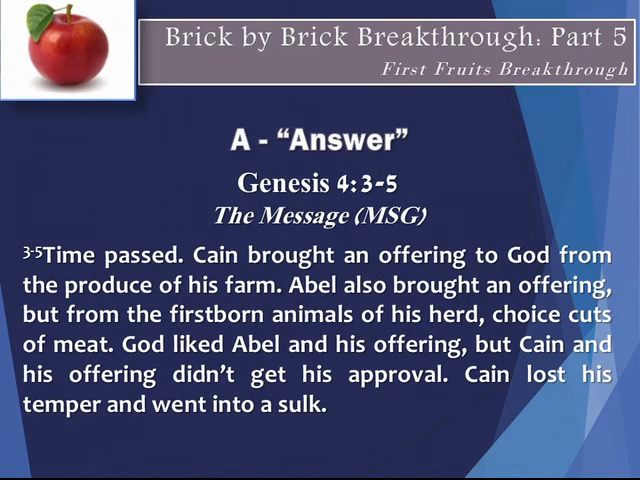 Brick by Brick Breakthrough: Part 5
First Fruits Breakthrough
A - “Answer”
Genesis 4:3-5
The Message (MSG)
3-5Time passed. Cain brought an offering to God from
the produce of his farm. Abel also brought an offering,
but from the firstborn animals of his herd, choice cuts
of meat. God liked Abel and his offering, but Cain and
his offering didn’t get his approval. Cain lost his
temper and went into a sulk.